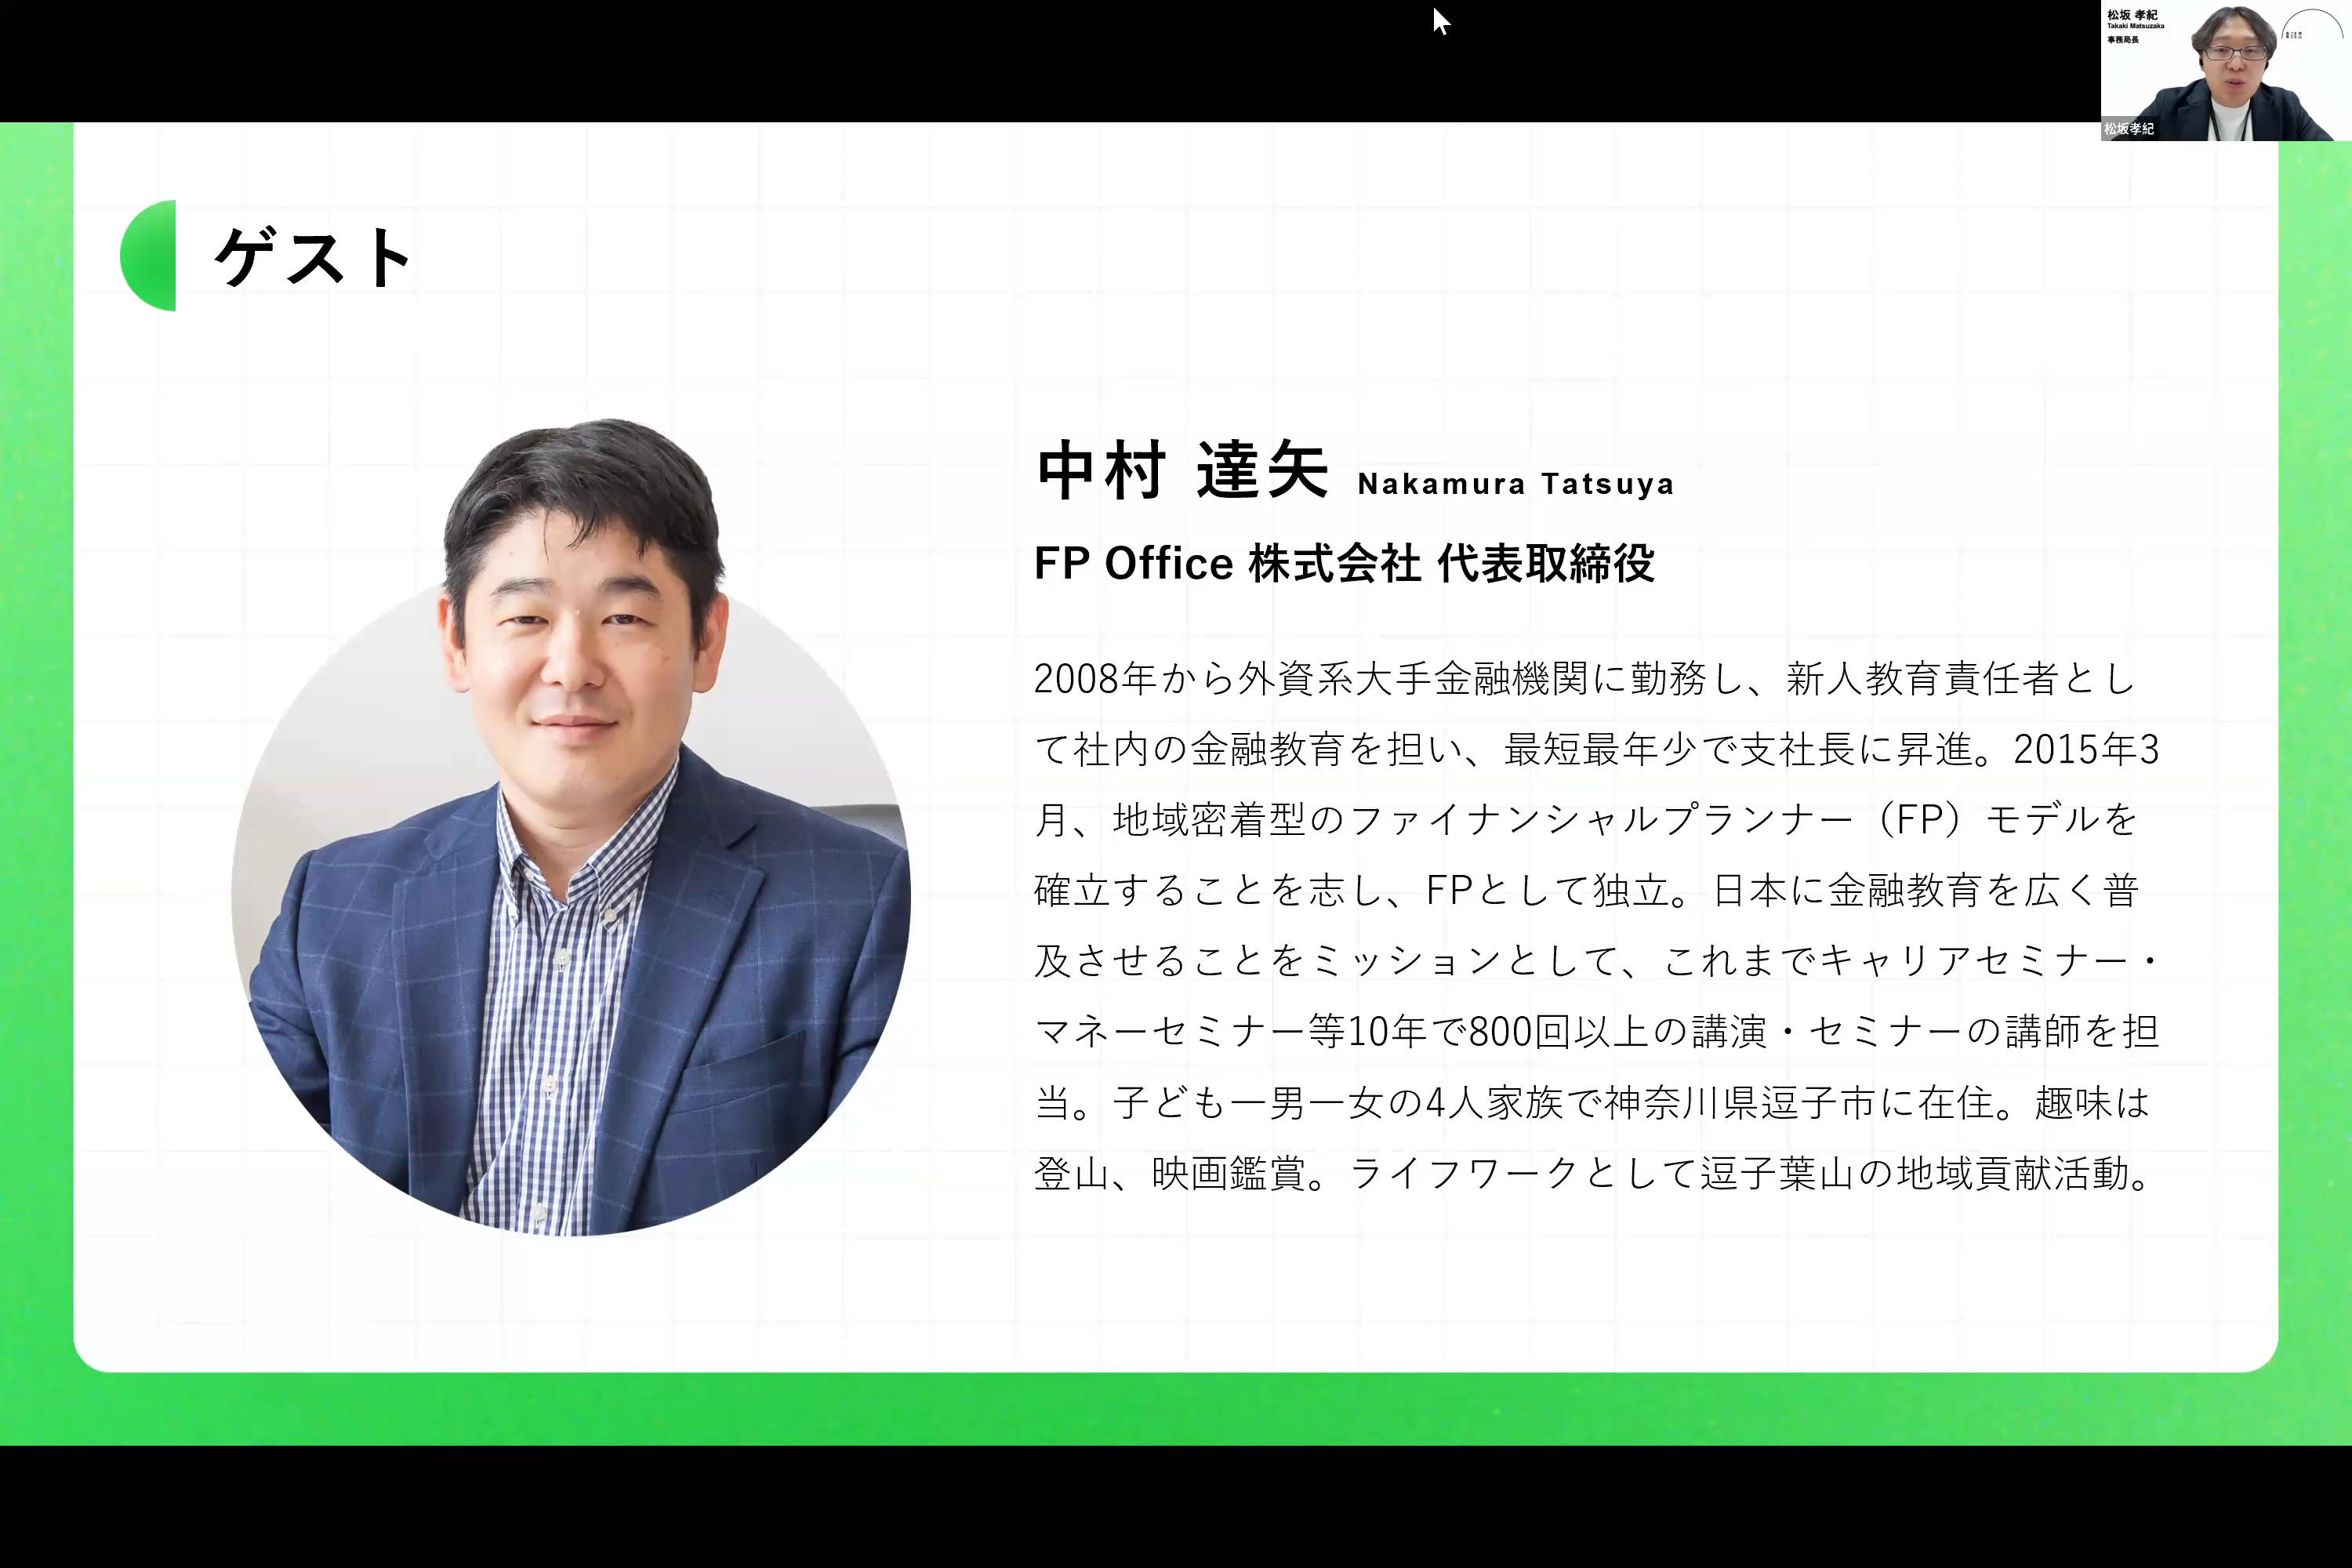 松坂 孝紀
Takaki Matsuzaka
事務局長
松坂孝紀
ゲスト
中村 達矢 Nakamura Tatsuya
FP Office 株式会社 代表取締役
2008年から外資系大手金融機関に勤務し、新人教育責任者とし
て社内の金融教育を担い、最短最年少で支社長に昇進。2015年3
月、地域密着型のファイナンシャルプランナー（FP）モデルを
確立することを志し、FPとして独立。日本に金融教育を広く普
及させることをミッションとして、これまでキャリアセミナー・
マネーセミナー等10年で800回以上の講演・セミナーの講師を担
当。子ども一男一女の4人家族で神奈川県逗子市に在住。趣味は
登山、映画鑑賞。ライフワークとして逗子葉山の地域貢献活動。